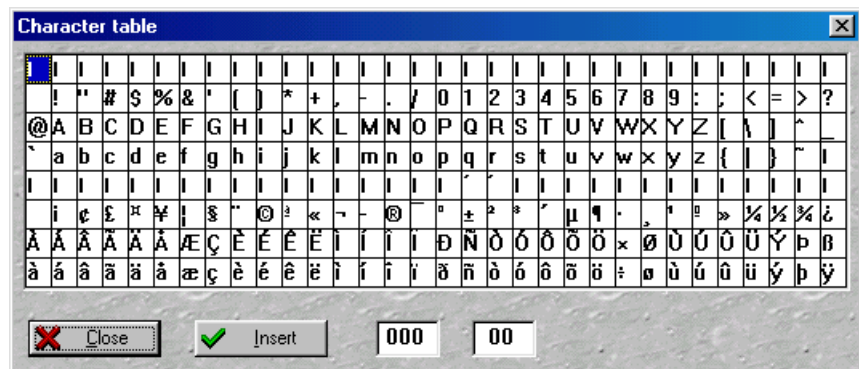 Character table
! " # $ % & ' ( ) * + , - . / 0 1 2 3 4 5 6 7 8 9 : ; < = > ?
@ A B C D E F G H I J K L M N O P Q R S T U V W X Y Z [ \ ] ^ _
` a b c d e f g h i j k l m n o p q r s t u v w x y z { | } ~
´ ´
¡ ¢ £ ¤ ¥ ¦ § ¨ © ª « ¬ - ® ¯ ° ± ² ³ ´ µ ¶ · ¸ ¹ º » ¼ ½ ¾ ¿
À Á Â Ã Ä Å Æ Ç È É Ê Ë Ì Í Î Ï Ð Ñ Ò Ó Ô Õ Ö × Ø Ù Ú Û Ü Ý Þ ß
à á â ã ä å æ ç è é ê ë ì í î ï ð ñ ò ó ô õ ö ÷ ø ù ú û ü ý þ ÿ
Close Insert 000 00